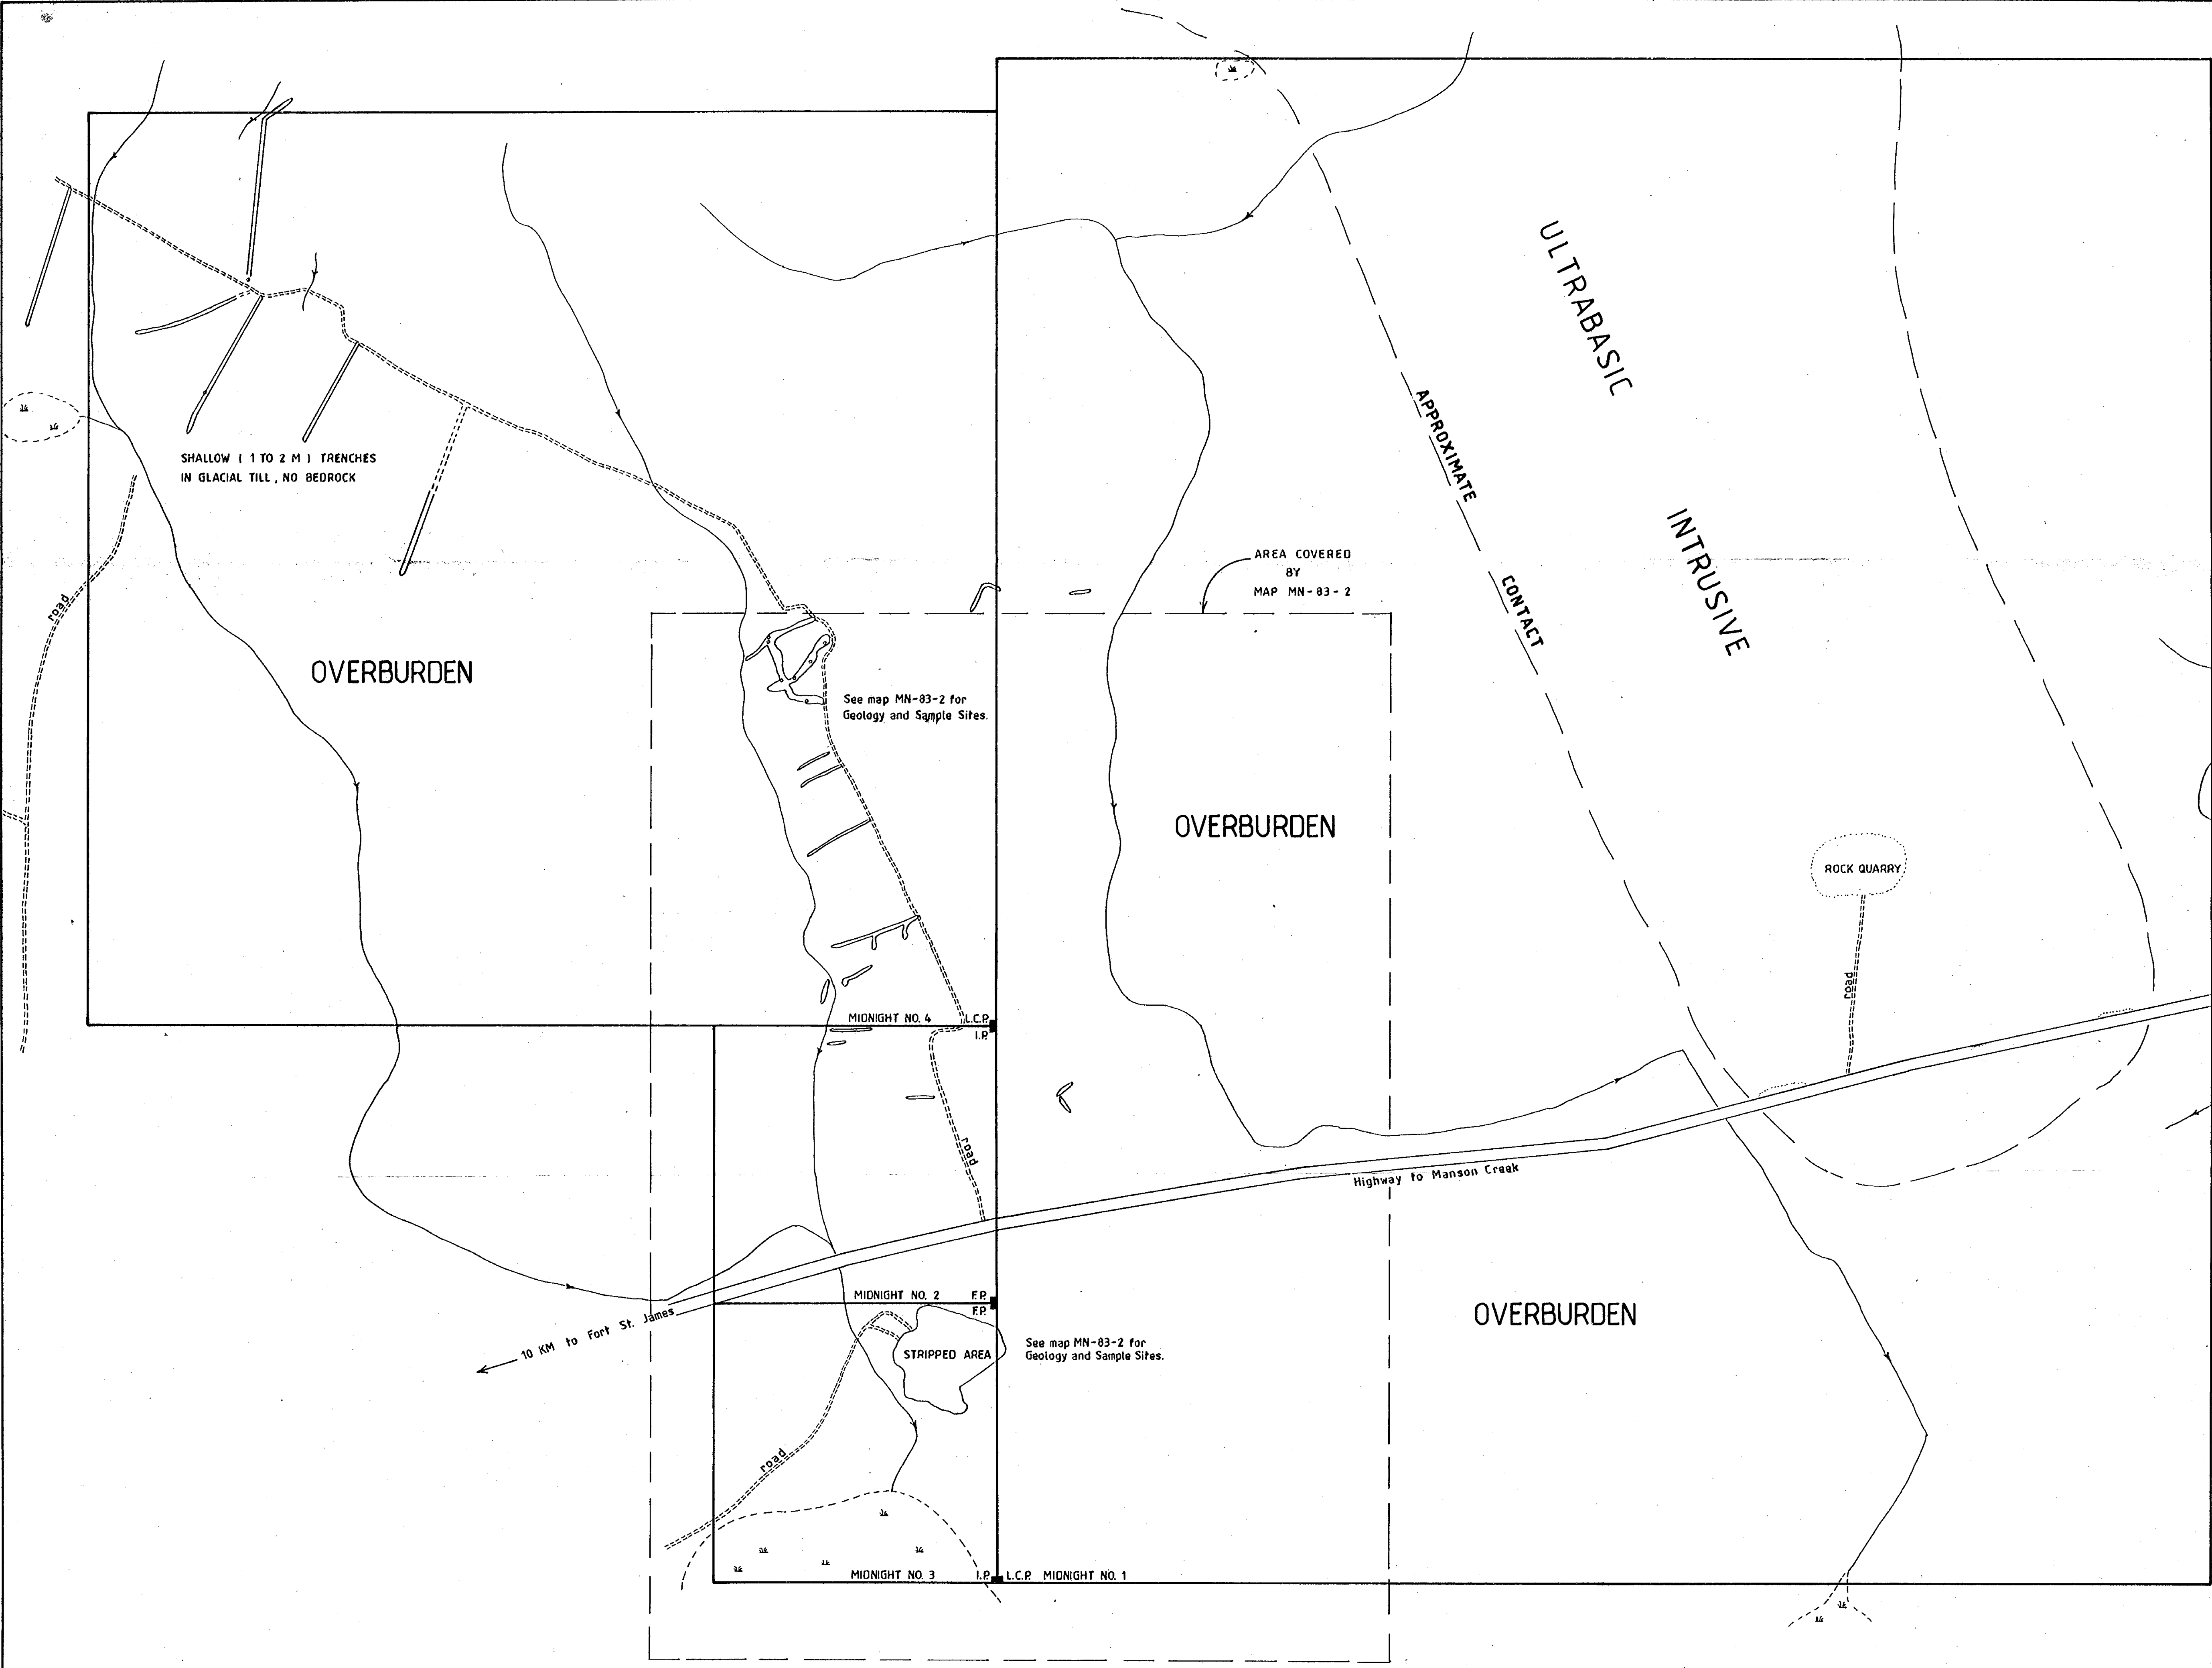 ULTRABASIC
INTRUSIVE
APPROXIMATE
CONTACT
SHALLOW ( 1 TO 2 M ) TRENCHES
IN GLACIAL TILL , NO BEDROCK
road
AREA COVERED
BY
MAP MN-83-2
OVERBURDEN
See map MN-83-2 for
Geology and Sample Sites.
OVERBURDEN
ROCK QUARRY
road
MIDNIGHT NO. 4 L.C.P.
I.P.
road
Highway to Manson Creek
MIDNIGHT NO. 2 F.P.
F.P.
10 KM to Fort St. James
STRIPPED AREA
See map MN-83-2 for
Geology and Sample Sites.
OVERBURDEN
road
MIDNIGHT NO. 3 I.P. L.C.P. MIDNIGHT NO. 1